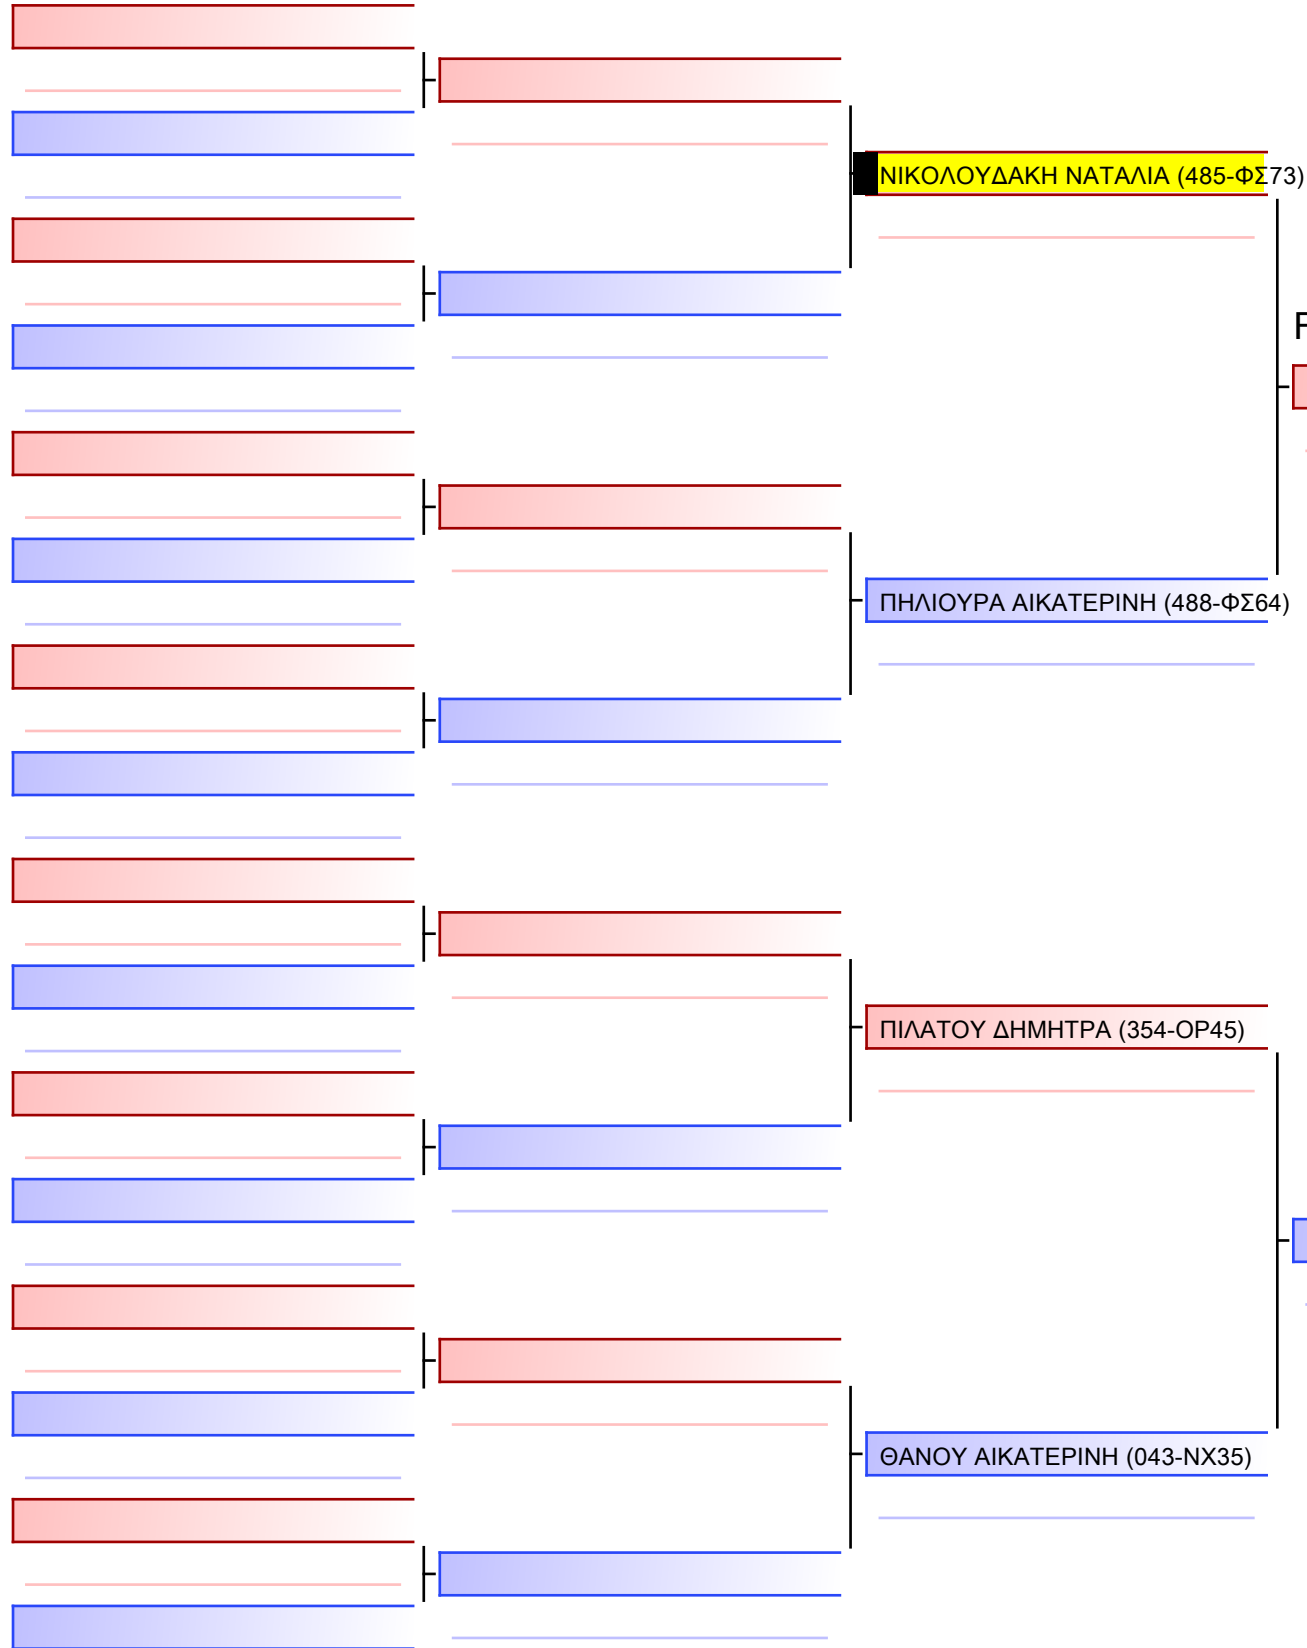 ΝΙΚΟΛΟΥΔΑΚΗ ΝΑΤΑΛΙΑ (485-ΦΣ73)
ΠΗΛΙΟΥΡΑ ΑΙΚΑΤΕΡΙΝΗ (488-ΦΣ64)
ΠΙΛΑΤΟΥ ΔΗΜΗΤΡΑ (354-ΟΡ45)
ΘΑΝΟΥ ΑΙΚΑΤΕΡΙΝΗ (043-ΝΧ35)